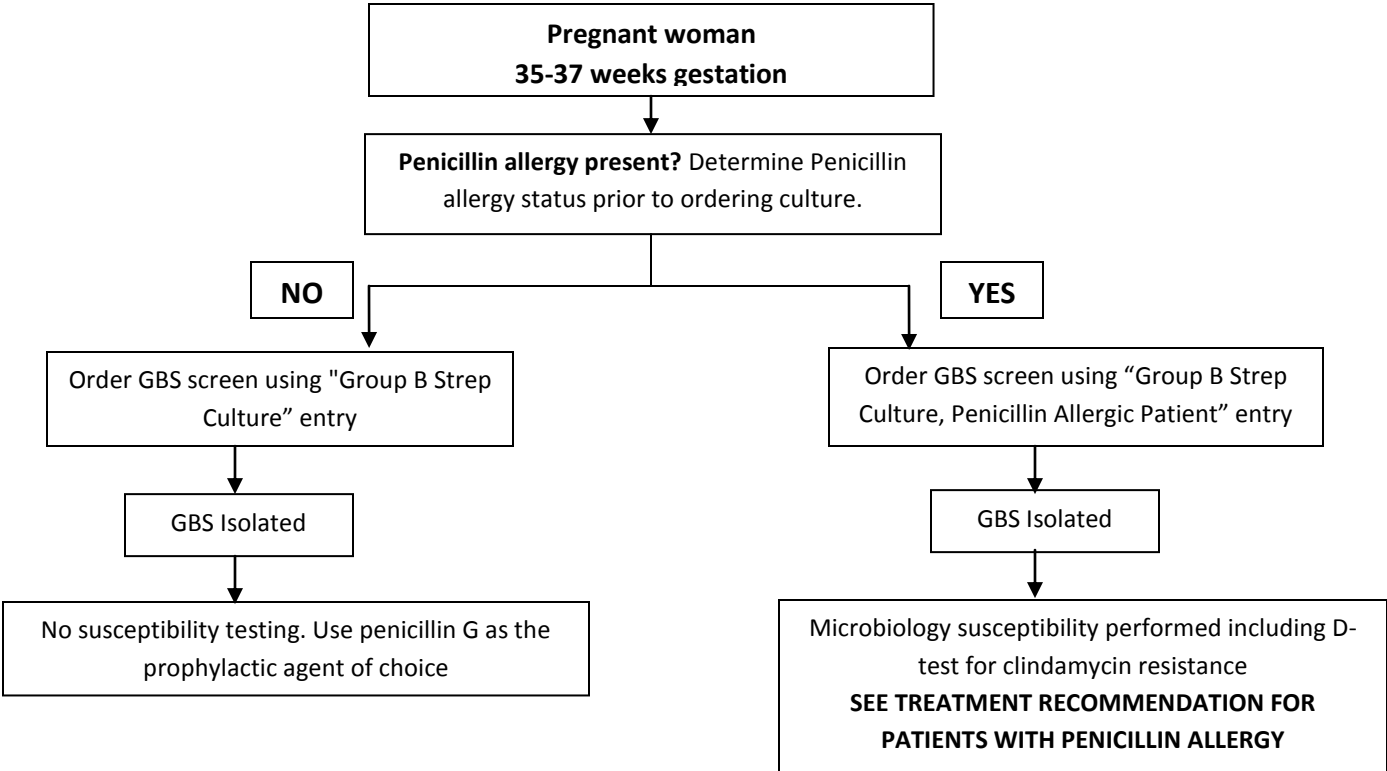 Pregnant woman
35-37 weeks gestation
Penicillin allergy present? Determine Penicillin
allergy status prior to ordering culture.
NO
YES
Order GBS screen using "Group B Strep
Culture” entry
Order GBS screen using “Group B Strep
Culture, Penicillin Allergic Patient” entry
GBS Isolated
GBS Isolated
No susceptibility testing. Use penicillin G as the
prophylactic agent of choice
Microbiology susceptibility performed including D-
test for clindamycin resistance
SEE TREATMENT RECOMMENDATION FOR
PATIENTS WITH PENICILLIN ALLERGY